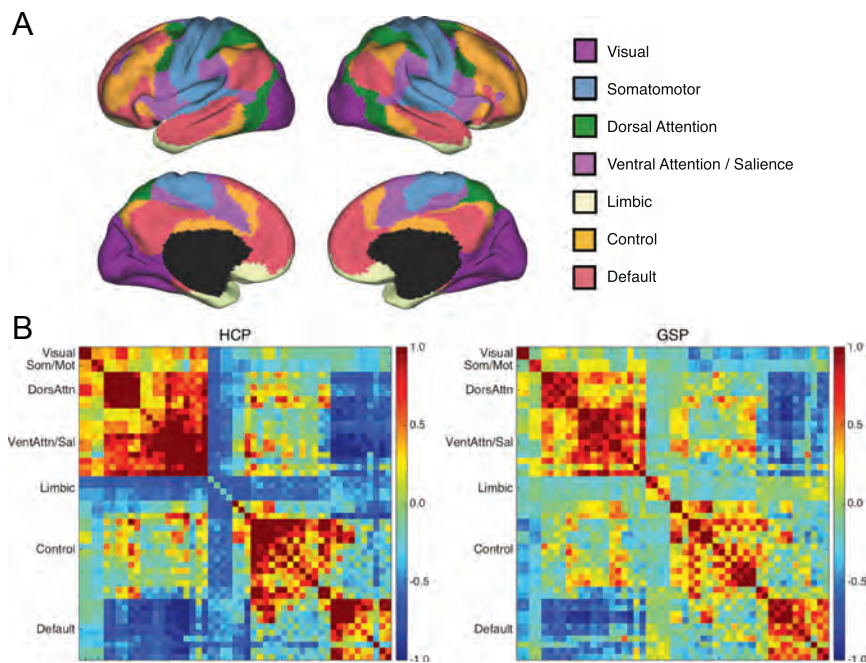 A
Visual
Somatomotor
Dorsal Attention
Ventral Attention / Salience
Limbic
Control
Default
B
HCP
Visual
Som/Mot
DorsAttn
VentAttn/Sal
Limbic
Control
Default
1.0
0.5
0.0
-0.5
-1.0
GSP
Visual
Som/Mot
DorsAttn
VentAttn/Sal
Limbic
Control
Default
1.0
0.5
0.0
-0.5
-1.0